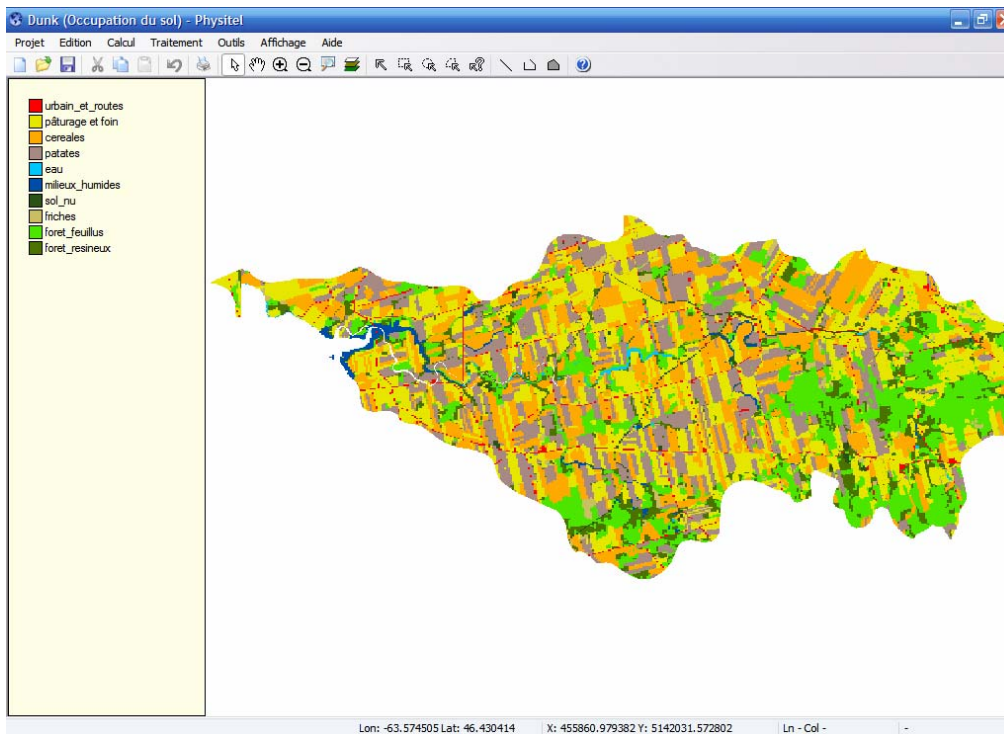 Dunk (Occupation du sol) - Physitel
Projet Edition Calcul Traitement Outils Affichage Aide
urbain_et_routes
pâturage et foin
cereales
patates
eau
milieux_humides
sol_nu
friches
foret_feuillus
foret_resineux
Lon: -63.574505 Lat: 46.430414 X: 455860.979382 Y: 5142031.572802 Ln - Col - -